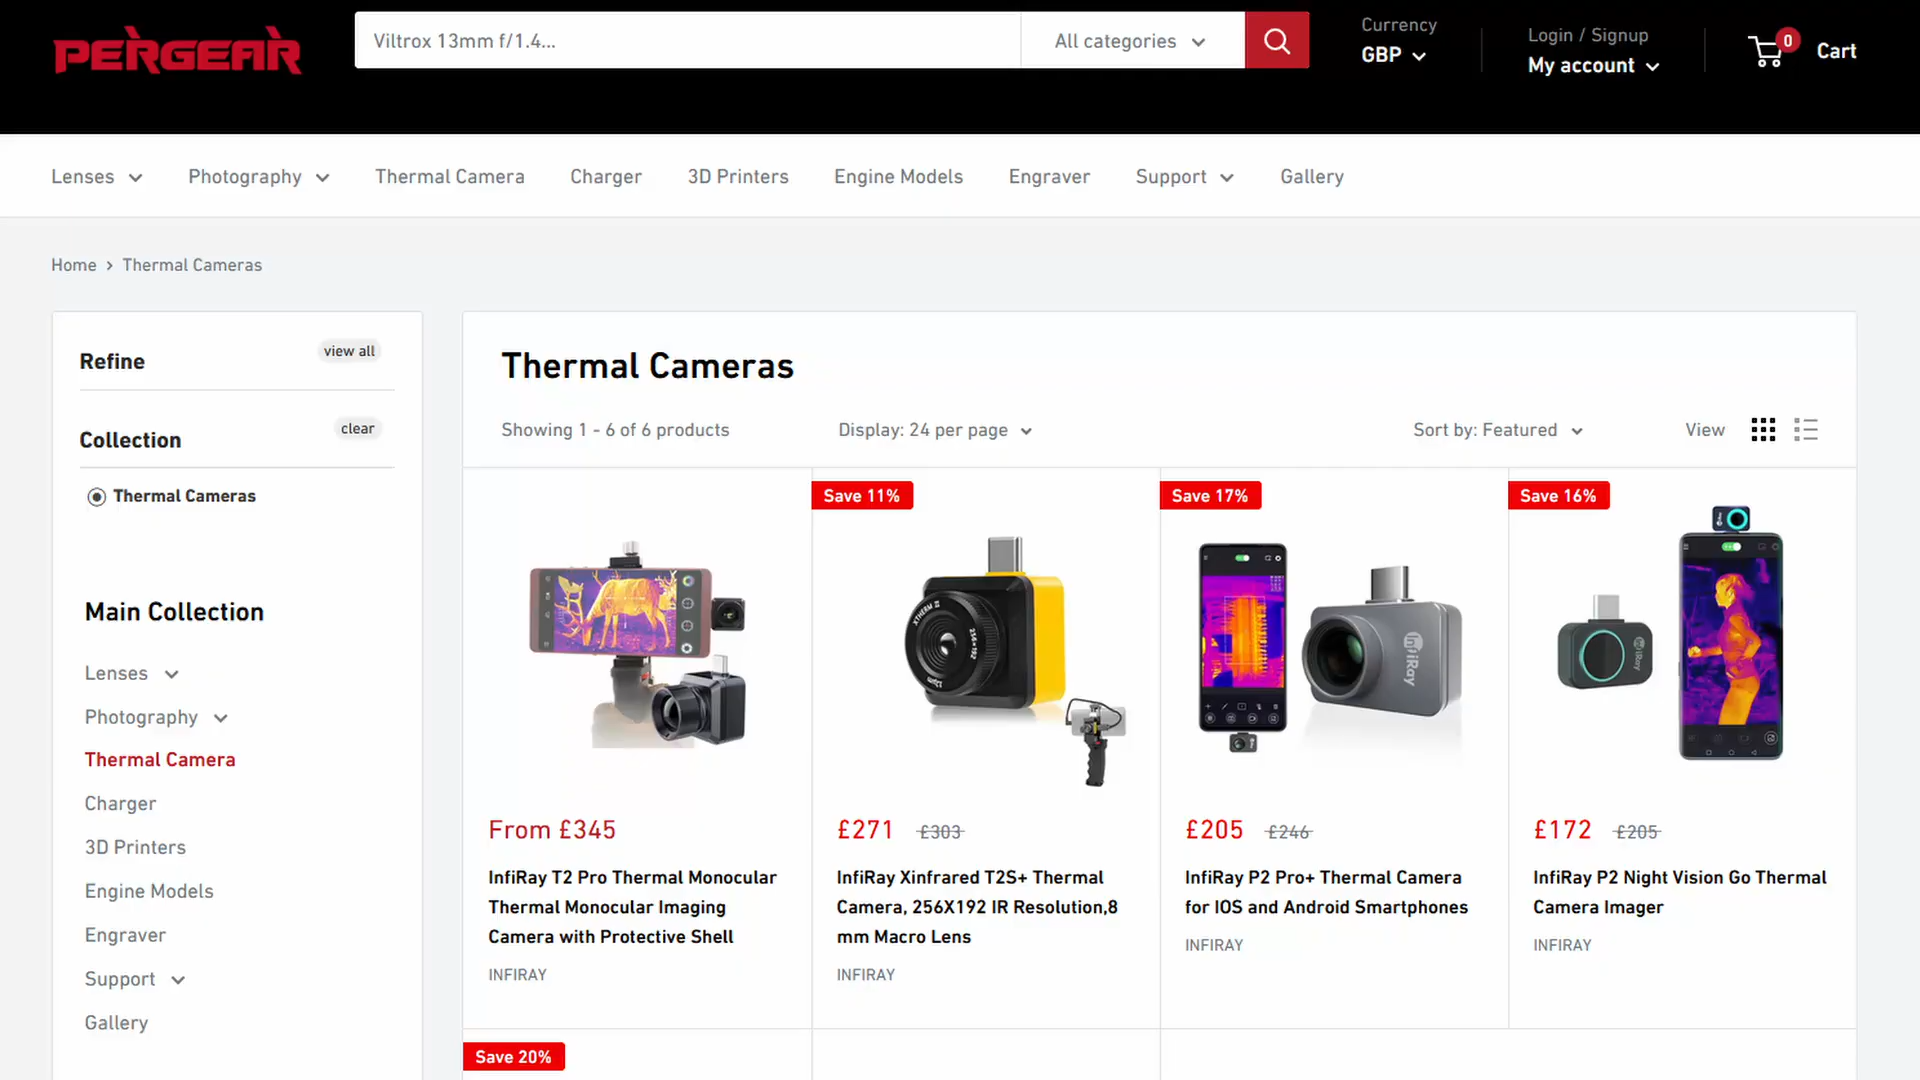 PERGEAR
Viltrox 13mm f/1.4...
All categories
Currency
GBP
Login / Signup
My account
0
Cart
Lenses
Photography
Thermal Camera
Charger
3D Printers
Engine Models
Engraver
Support
Gallery
Home > Thermal Cameras
Refine
view all
Collection
clear
Thermal Cameras
Main Collection
Lenses
Photography
Thermal Camera
Charger
3D Printers
Engine Models
Engraver
Support
Gallery
Thermal Cameras
Showing 1 - 6 of 6 products
Display: 24 per page
Sort by: Featured
View
From £345
InfiRay T2 Pro Thermal Monocular
Thermal Monocular Imaging
Camera with Protective Shell
INFIRAY
Save 11%
XTHERM II
256×192
£271 £303
InfiRay Xinfrared T2S+ Thermal
Camera, 256X192 IR Resolution,8
mm Macro Lens
INFIRAY
Save 17%
InfiRay
£205 £246
InfiRay P2 Pro+ Thermal Camera
for IOS and Android Smartphones
INFIRAY
Save 16%
InfiRay
£172 £205
InfiRay P2 Night Vision Go Thermal
Camera Imager
INFIRAY
Save 20%